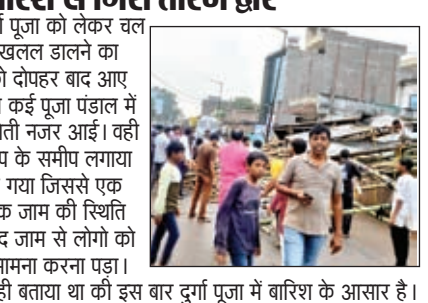 बारिश से गिरा तोरण द्वार
पूजा को लेकर चल
खलल डालने का
दोपहर बाद आए
कई पूजा पंडाल में
नजर आई। वही
के समीप लगाया
गया जिससे एक
जाम की स्थिति
जाम से लोगो को
सामना करना पड़ा।
ही बताया था की इस बार दुर्गा पूजा में बारिश के आसार है।